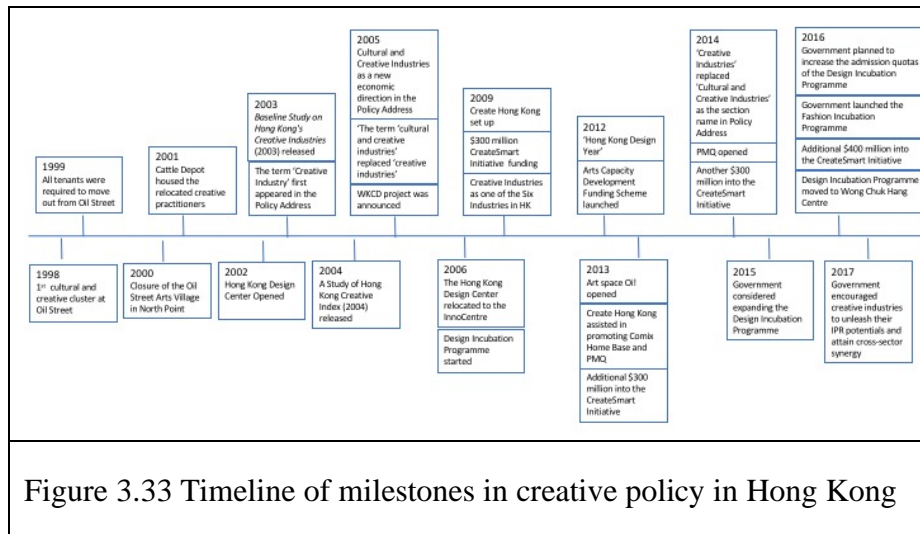 1999
All tenants were
required to move
out from Oil Street
2001
Cattle Depot
housed the
relocated creative
practitioners
2003
Baseline Study on
Hong Kong's
Creative Industries
(2003) released
The term 'Creative
Industry' first
appeared in the
Policy Address
2005
Cultural and
Creative Industries
as a new
economic
direction in the
Policy Address
'The term 'cultural
and creative
industries'
replaced 'creative
industries'
WKCD project was
announced
2009
Create Hong Kong
set up
$300 million
CreateSmart
Initiative funding
Creative Industries
as one of the Six
Industries in HK
2012
'Hong Kong Design
Year'
Arts Capacity
Development
Funding Scheme
launched
2014
'Creative
Industries'
replaced
'Cultural and
Creative Industries'
as the section
name in Policy
Address
PMQ opened
Another $300
million into the
CreateSmart
Initiative
2016
Government planned to
increase the admission quotas
of the Design Incubation
Programme
Government launched the
Fashion Incubation
Programme
Additional $400 million into
the CreateSmart Initiative
Design Incubation Programme
moved to Wong Chuk Hang
Centre
1998
1st cultural and
creative cluster at
Oil Street
2000
Closure of the Oil
Street Arts Village
in North Point
2002
Hong Kong Design
Center Opened
2004
A Study of Hong
Kong Creative
Index (2004)
released
2006
The Hong Kong
Design Center
relocated to the
InnoCentre
Design Incubation
Programme
started
2013
Art space Oi!
opened
Create Hong Kong
assisted in
promoting Comix
Home Base and
PMQ
Additional $300
million into the
CreateSmart
Initiative
2015
Government
considered
expanding the
Design Incubation
Programme
2017
Government
encouraged
creative industries
to unleash their
IPR potentials and
attain cross-sector
synergy
Figure 3.33 Timeline of milestones in creative policy in Hong Kong